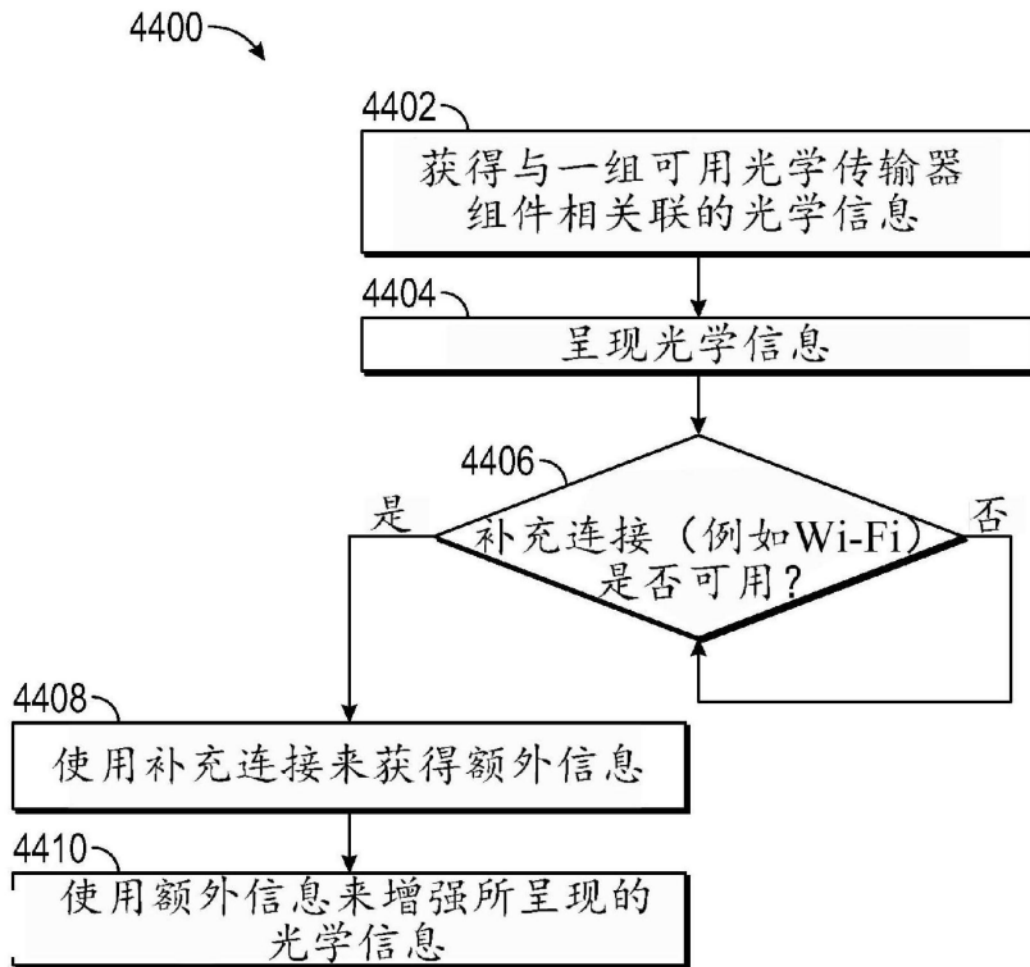 4400
4402
获得与一组可用光学传输器
组件相关联的光学信息
4404
呈现光学信息
4406
是
否
补充连接（例如Wi-Fi）
是否可用？
4408
使用补充连接来获得额外信息
4410
使用额外信息来增强所呈现的
光学信息